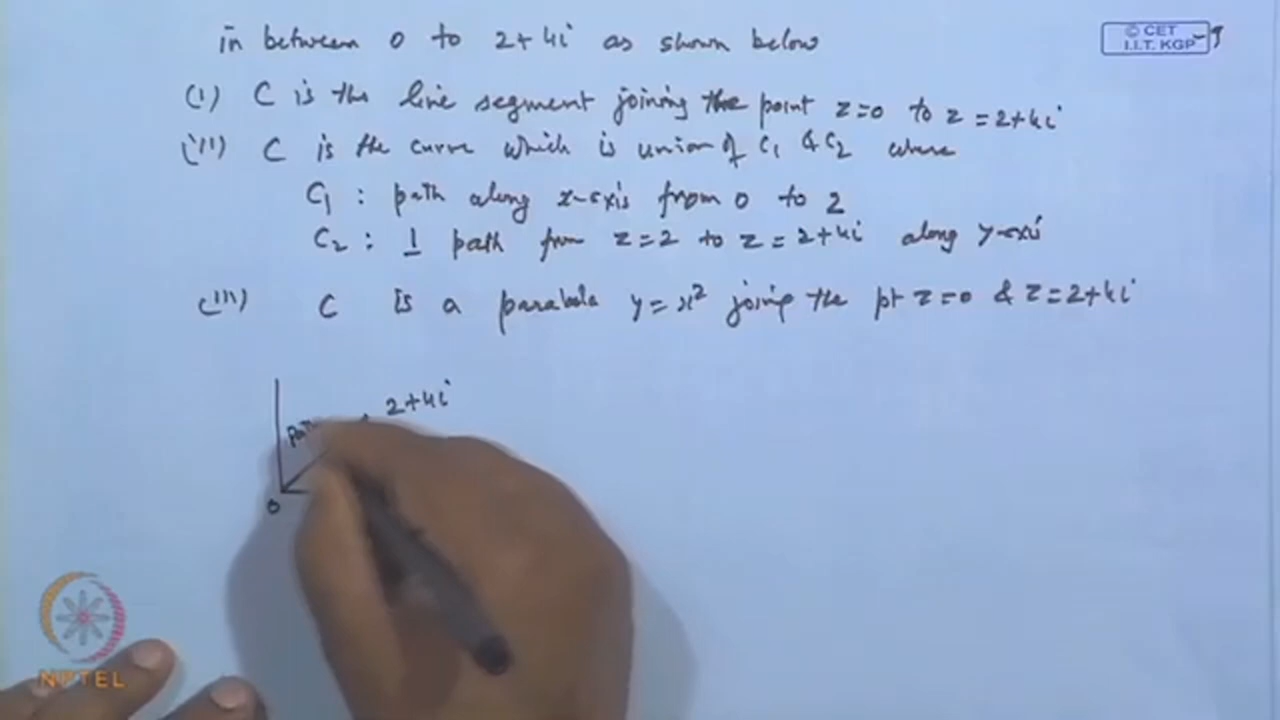 in between 0 to 2+4i as shown below
© CET
I.I.T. KGP
(i) C is the line segment joining the point z=0 to z=2+4i
(ii) C is the curve which is union of C1 & C2 where
C1 : path along x-axis from 0 to 2
C2 : 1 path from z=2 to z=2+4i along y-axis
(iii) C is a parabola y=x² joining the pt z=0 & z=2+4i
2+4i
Path
0
NPTEL